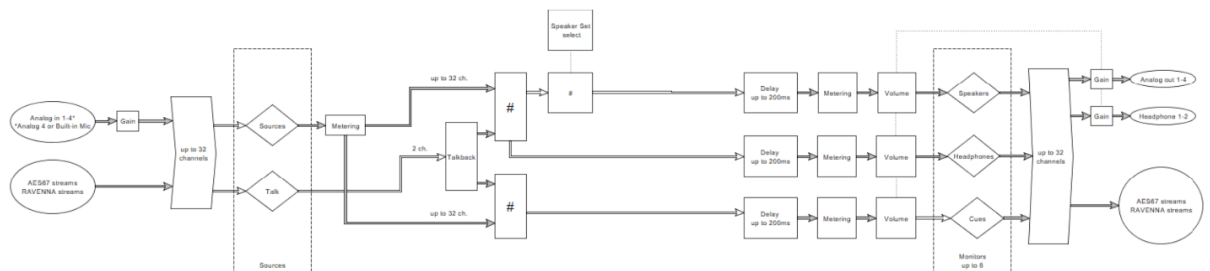 Speaker Set
select
up to 32 ch.
#
#
Analog in 1-4*
*Analog 4 or Built-in Mic
Gain
up to 32
channels
Sources
Metering
Talkback
2 ch.
AES67 streams
RAVENNA streams
Talk
up to 32 ch.
#
Sources
Delay
up to 200ms
Metering
Volume
Speakers
Delay
up to 200ms
Metering
Volume
Headphones
Delay
up to 200ms
Metering
Volume
Cues
Monitors
up to 6
up to 32
channels
Gain
Analog out 1-4
Gain
Headphone 1-2
AES67 streams
RAVENNA streams